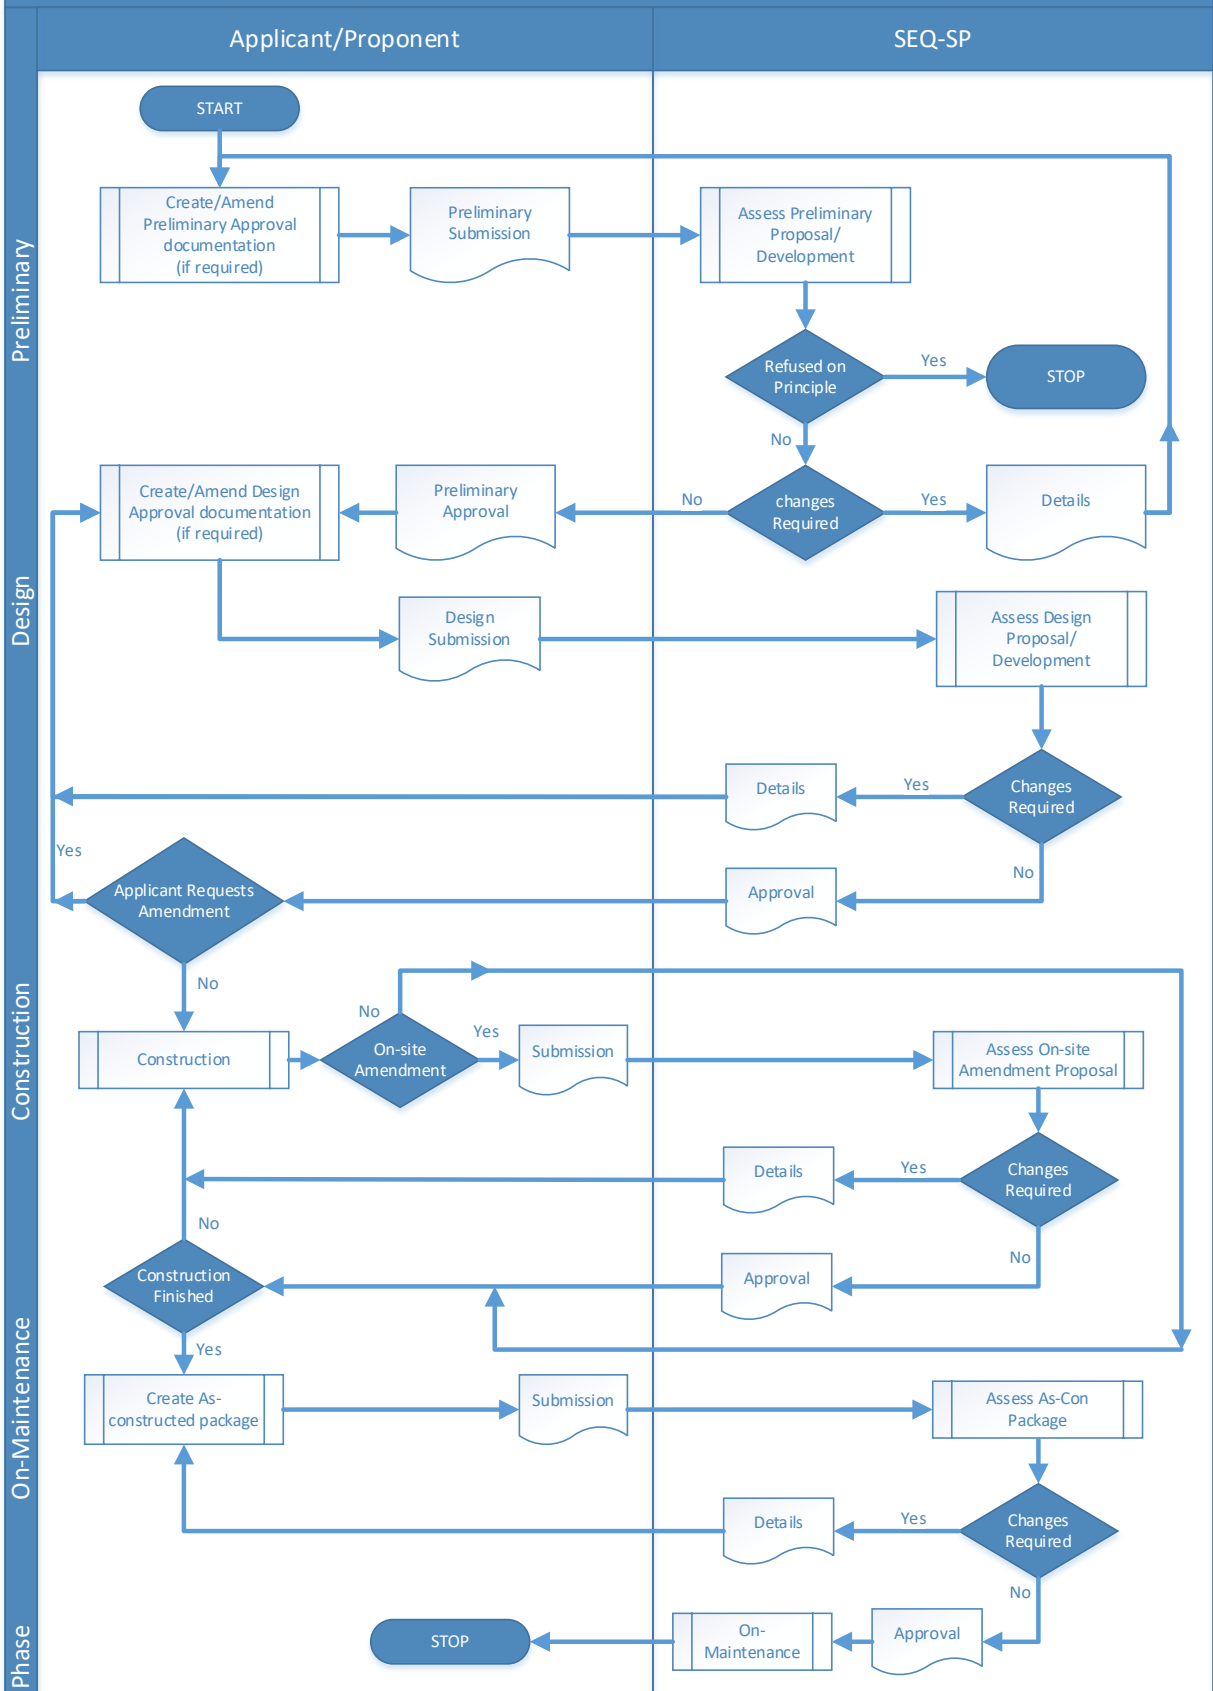 Applicant/Proponent
SEQ-SP
START
Create/Amend
Preliminary Approval
documentation
(if required)
Preliminary
Submission
Assess Preliminary
Proposal/
Development
Preliminary
Refused on
Principle
Yes
STOP
No
Create/Amend Design
Approval documentation
(if required)
Preliminary
Approval
No
changes
Required
Yes
Details
Design
Design
Submission
Assess Design
Proposal/
Development
Details
Yes
Changes
Required
Yes
No
Applicant Requests
Amendment
Approval
No
Construction
Construction
No
On-site
Amendment
Yes
Submission
Assess On-site
Amendment Proposal
Details
Yes
Changes
Required
No
No
Construction
Finished
Approval
Yes
On-Maintenance
Create As-
constructed package
Submission
Assess As-Con
Package
Details
Yes
Changes
Required
No
Phase
STOP
On-
Maintenance
Approval